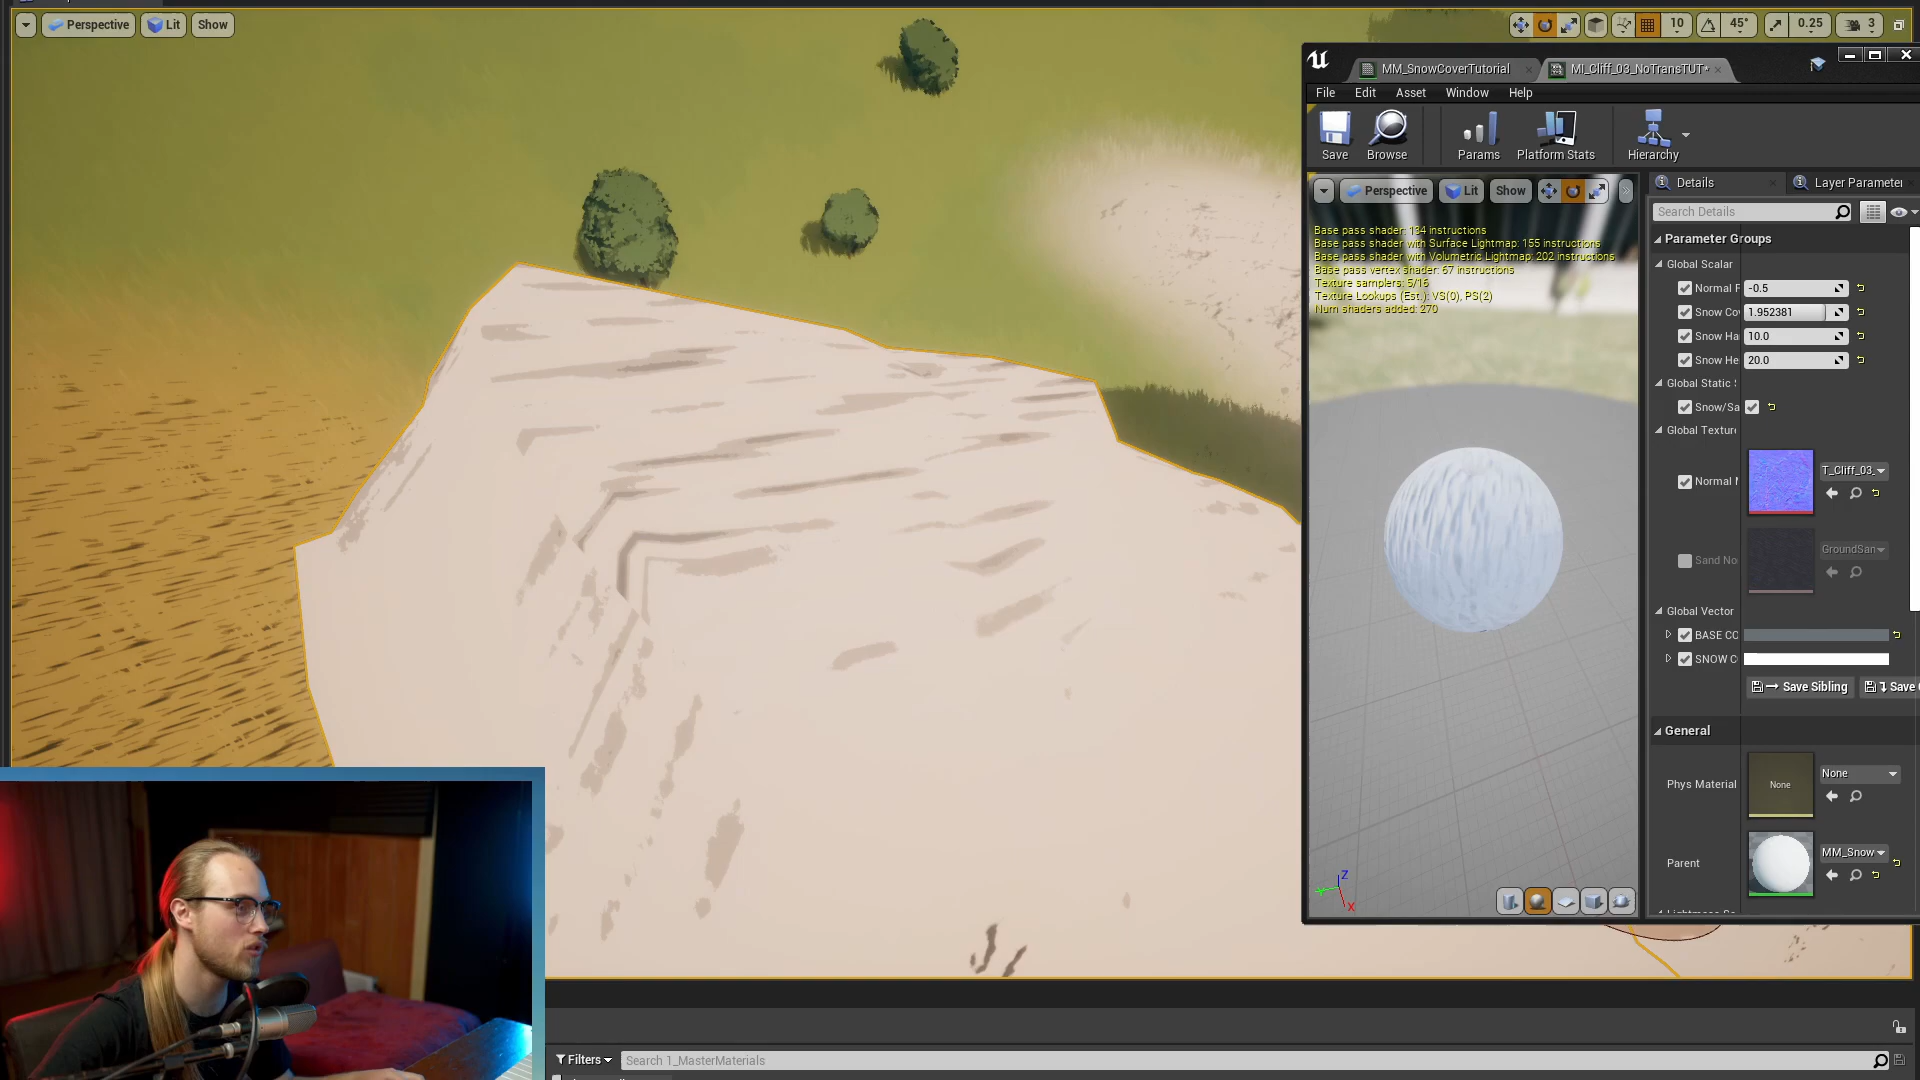 Perspective
Lit
Show
10
45°
0.25
3
MM_SnowCoverTutorial
MI_Cliff_03_NoTransTUT*
File
Edit
Asset
Window
Help
Save
Browse
Params
Platform Stats
Hierarchy
Perspective
Lit
Show
Base pass shader: 134 instructions
Base pass shader with Surface Lightmap: 155 instructions
Base pass shader with Volumetric Lightmap: 202 instructions
Base pass vertex shader: 67 instructions
Texture samplers: 5/16
Texture Lookups (Est.): VS(0), PS(2)
Num shaders added: 270
Z
X
Details
Layer Parameter
Search Details
Parameter Groups
Global Scalar
Normal F
-0.5
Snow Co
1.952381
Snow Ha
10.0
Snow He
20.0
Global Static S
Snow/Sa
Global Texture
Normal M
T_Cliff_03_
Sand No
GroundSan
Global Vector
BASE CO
SNOW C
Save Sibling
Save
General
Phys Material
None
None
Parent
MM_Snow
Filters
Search 1_MasterMaterials